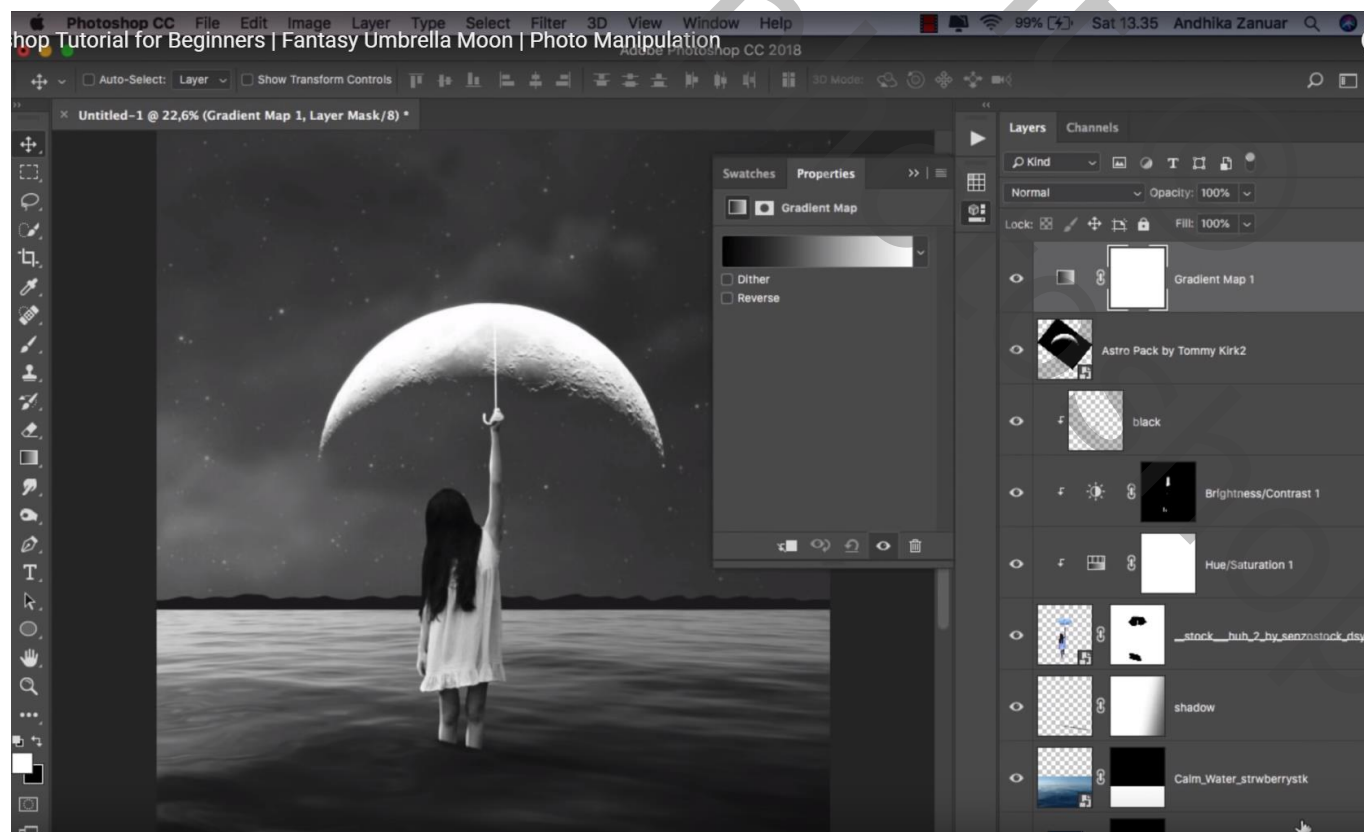 Photoshop CC File Edit Image Layer Type Select Filter 3D View Window Help 99% Sat 13.35 Andhika Zanuar
hop Tutorial for Beginners | Fantasy Umbrella Moon | Photo Manipulation
Adobe Photoshop CC 2018
Auto-Select: Layer Show Transform Controls 3D Mode:
Untitled-1 @ 22,6% (Gradient Map 1, Layer Mask/8) *
Layers Channels
Kind
Swatches Properties
Normal Opacity: 100%
Gradient Map
Lock: Fill: 100%
Dither
Reverse
Gradient Map 1
Astro Pack by Tommy Kirk2
black
Brightness/Contrast 1
Hue/Saturation 1
__stock__hub_2_by_senznstock_dsy
shadow
Calm_Water_strwberrystk